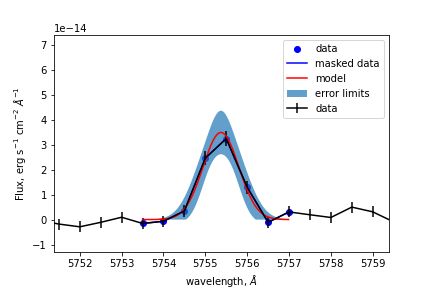 1e−14
7
6
5
4
3
2
1
0
−1
Flux, erg s⁻¹ cm⁻² Å⁻¹
data
masked data
model
error limits
data
5752 5753 5754 5755 5756 5757 5758 5759
wavelength, Å